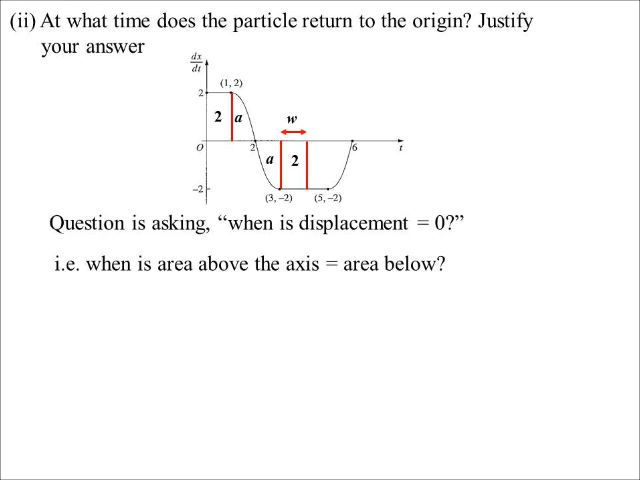 (ii) At what time does the particle return to the origin? Justify
your answer
dx
dt
(1, 2)
2
2 a w
O 2 6 t
a 2
−2
(3, −2) (5, −2)
Question is asking, “when is displacement = 0?”
i.e. when is area above the axis = area below?